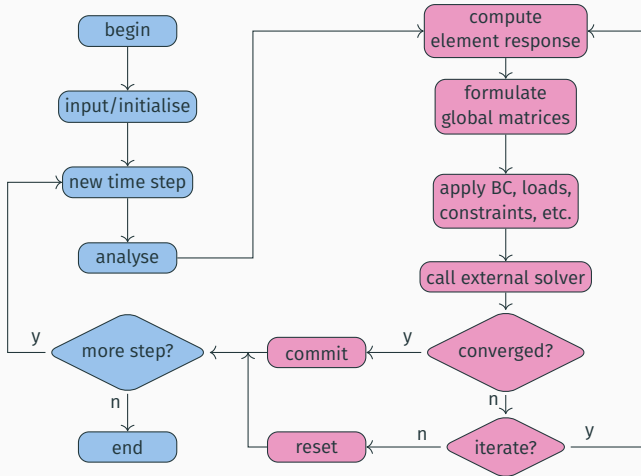 begin
input/initialise
new time step
analyse
compute
element response
formulate
global matrices
apply BC, loads,
constraints, etc.
call external solver
y
more step?
commit
y
converged?
n
n
end
reset
n
iterate?
y